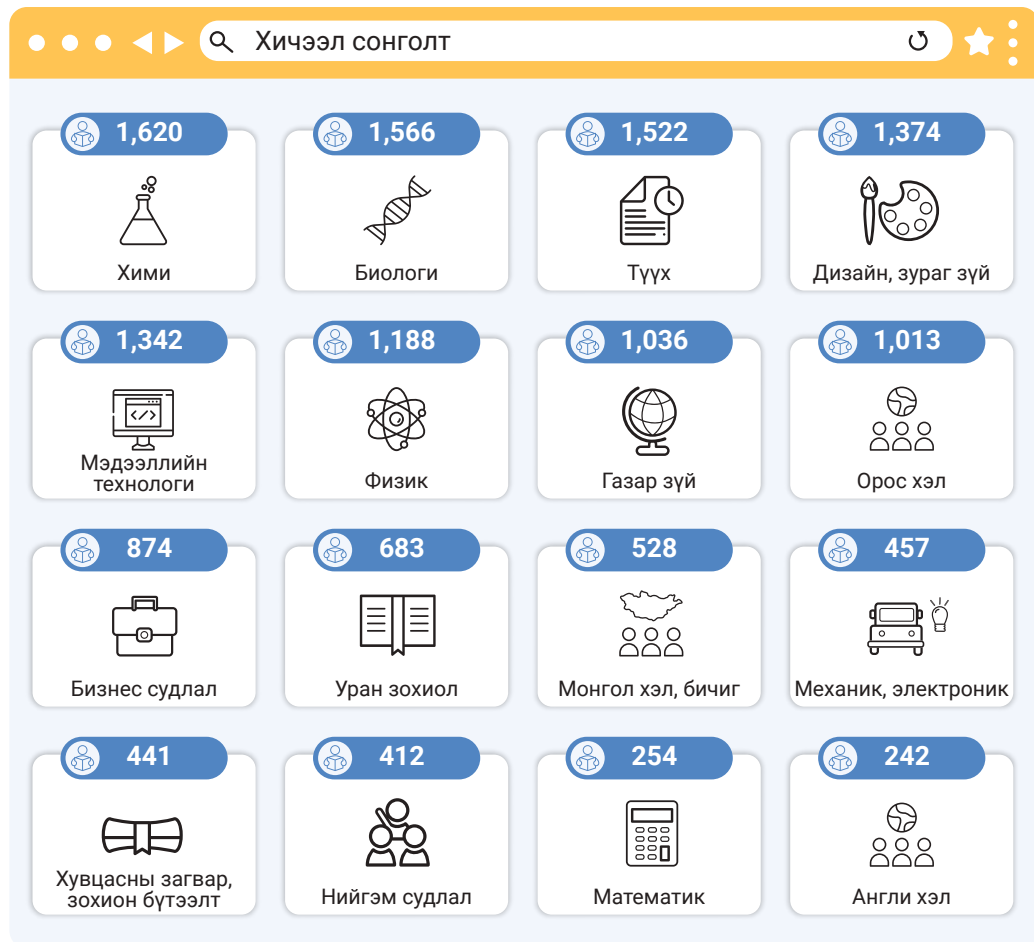 Хичээл сонголт
1,620
1,566
1,522
1,374
Хими
Биологи
Түүх
Дизайн, зураг зүй
1,342
1,188
1,036
1,013
Мэдээллийн
технологи
Физик
Газар зүй
Орос хэл
874
683
528
457
Бизнес судлал
Уран зохиол
Монгол хэл, бичиг
Механик, электроник
441
412
254
242
Хувцасны загвар,
зохион бүтээлт
Нийгэм судлал
Математик
Англи хэл